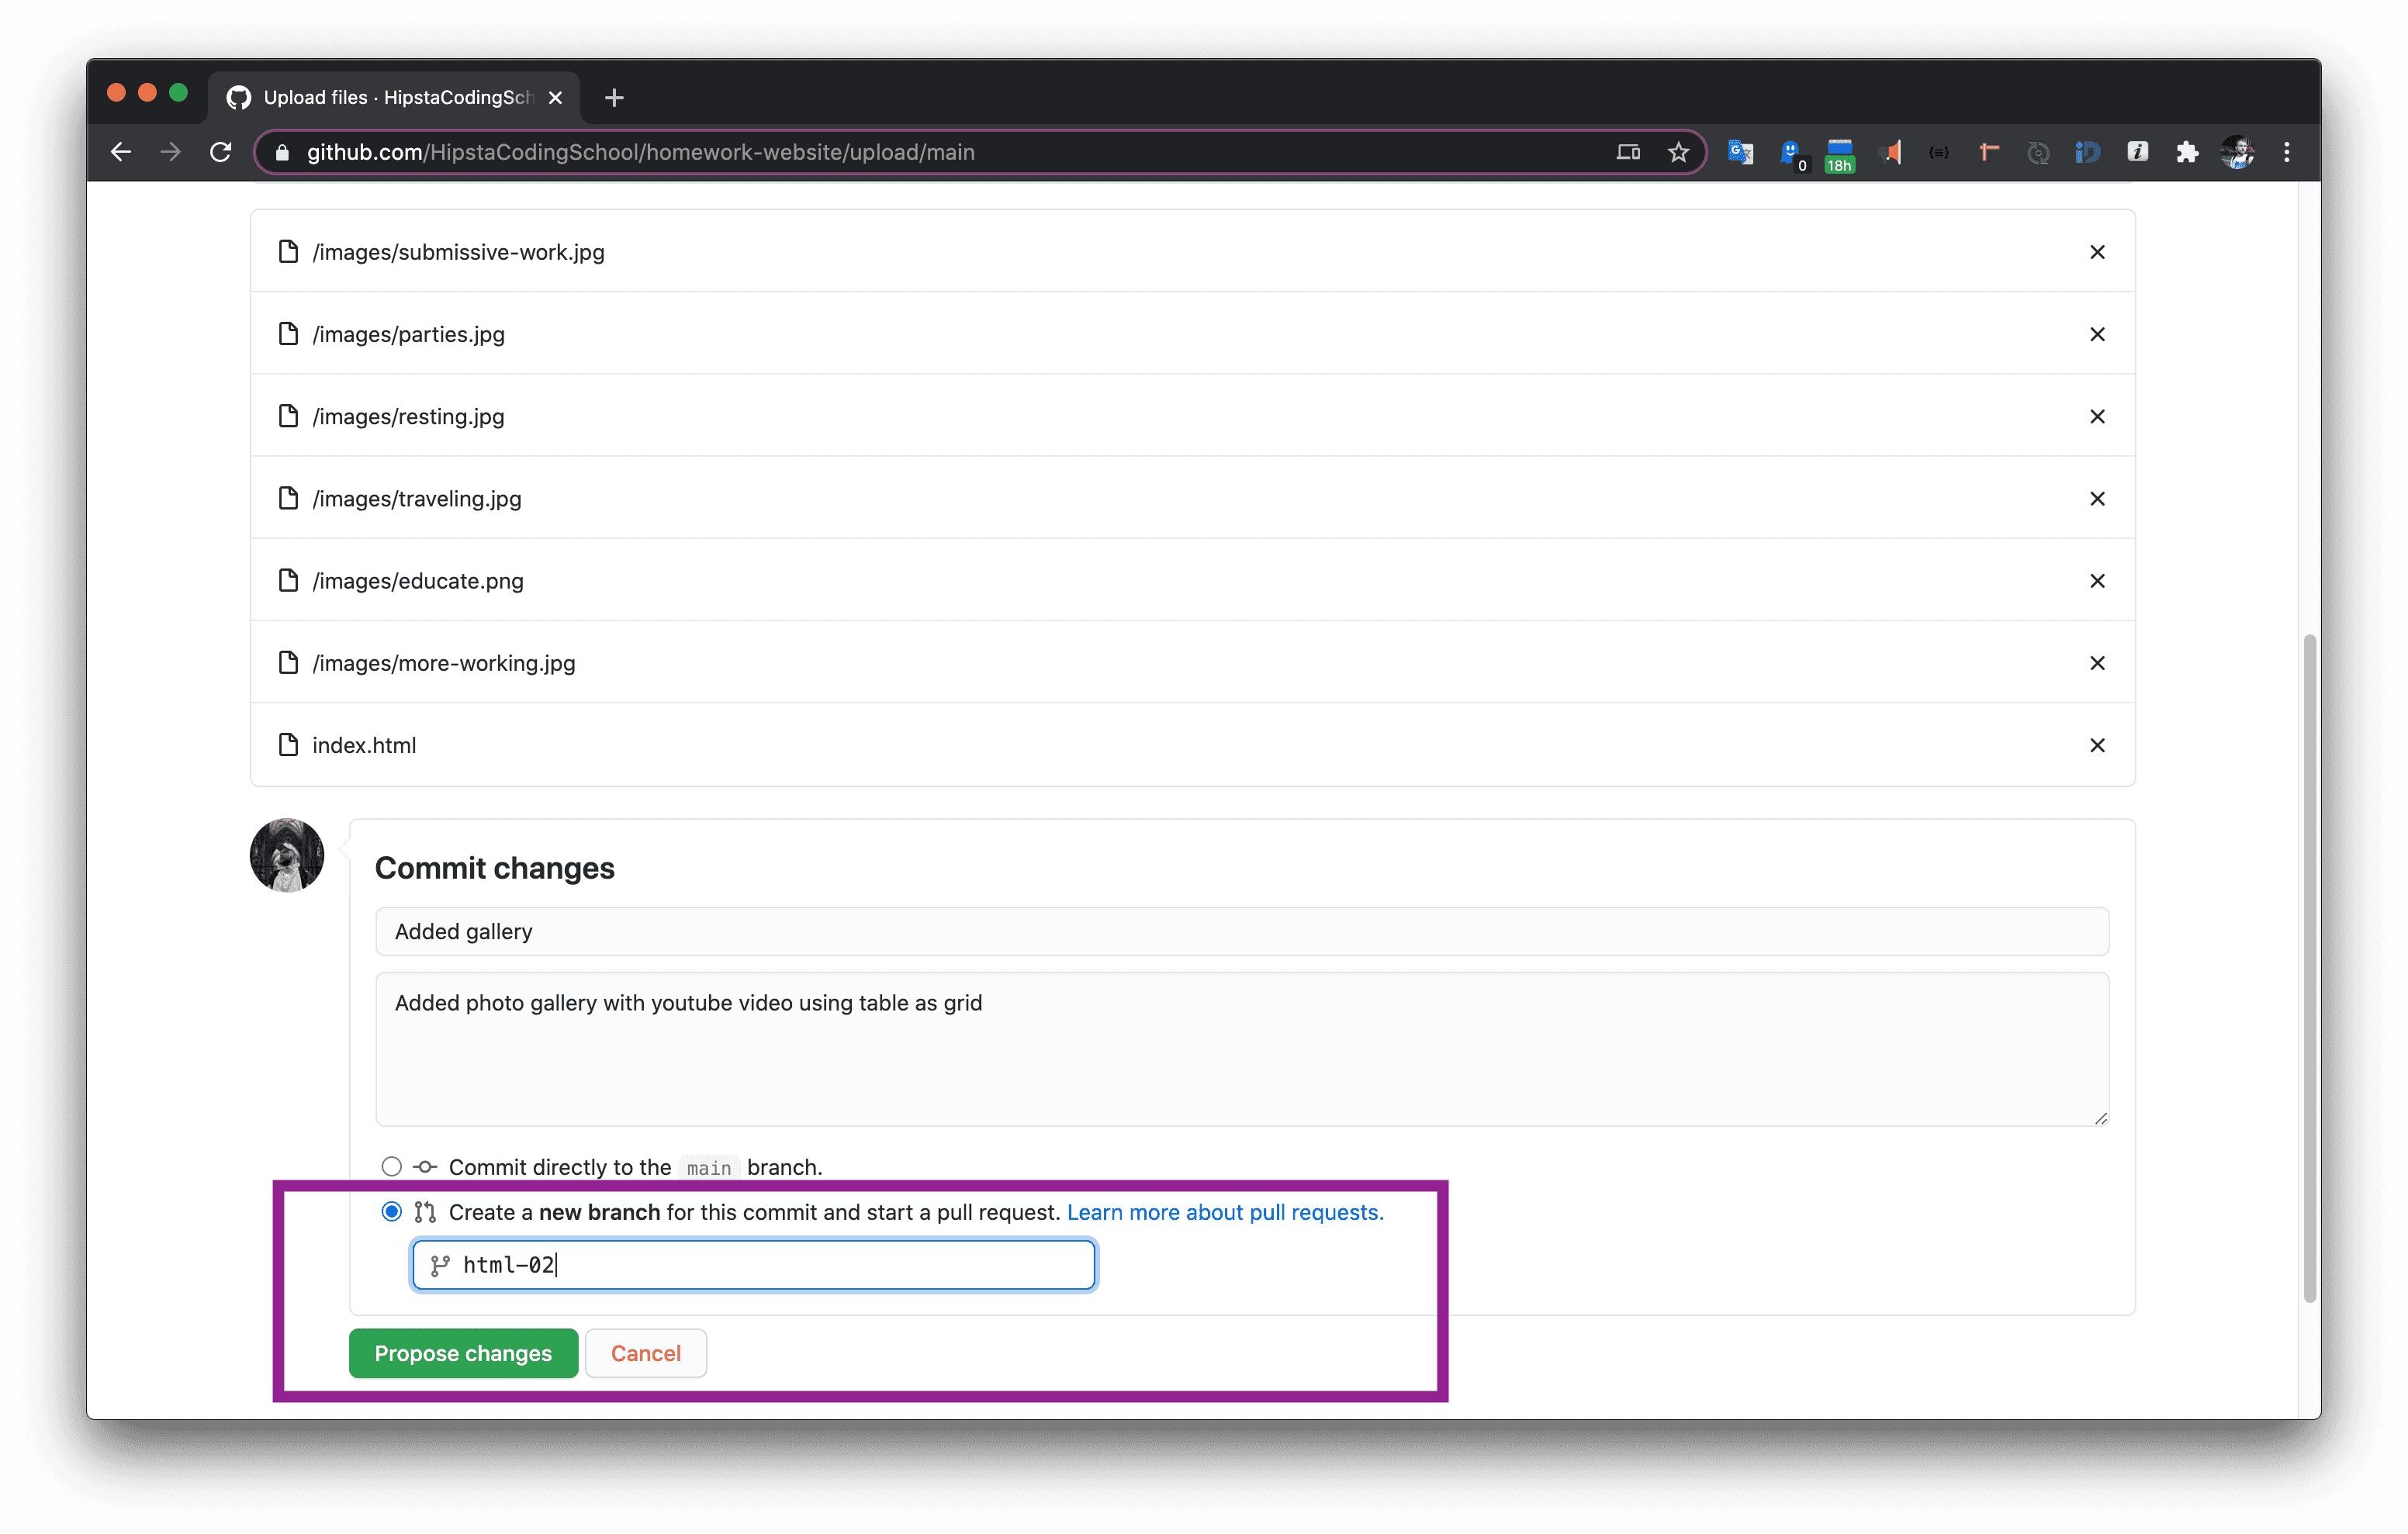 Upload files · HipstaCodingSch
github.com/HipstaCodingSchool/homework-website/upload/main
0
18h
/images/submissive-work.jpg
/images/parties.jpg
/images/resting.jpg
/images/traveling.jpg
/images/educate.png
/images/more-working.jpg
index.html
Commit changes
Added gallery
Added photo gallery with youtube video using table as grid
Commit directly to the main branch.
Create a new branch for this commit and start a pull request. Learn more about pull requests.
html-02
Propose changes Cancel